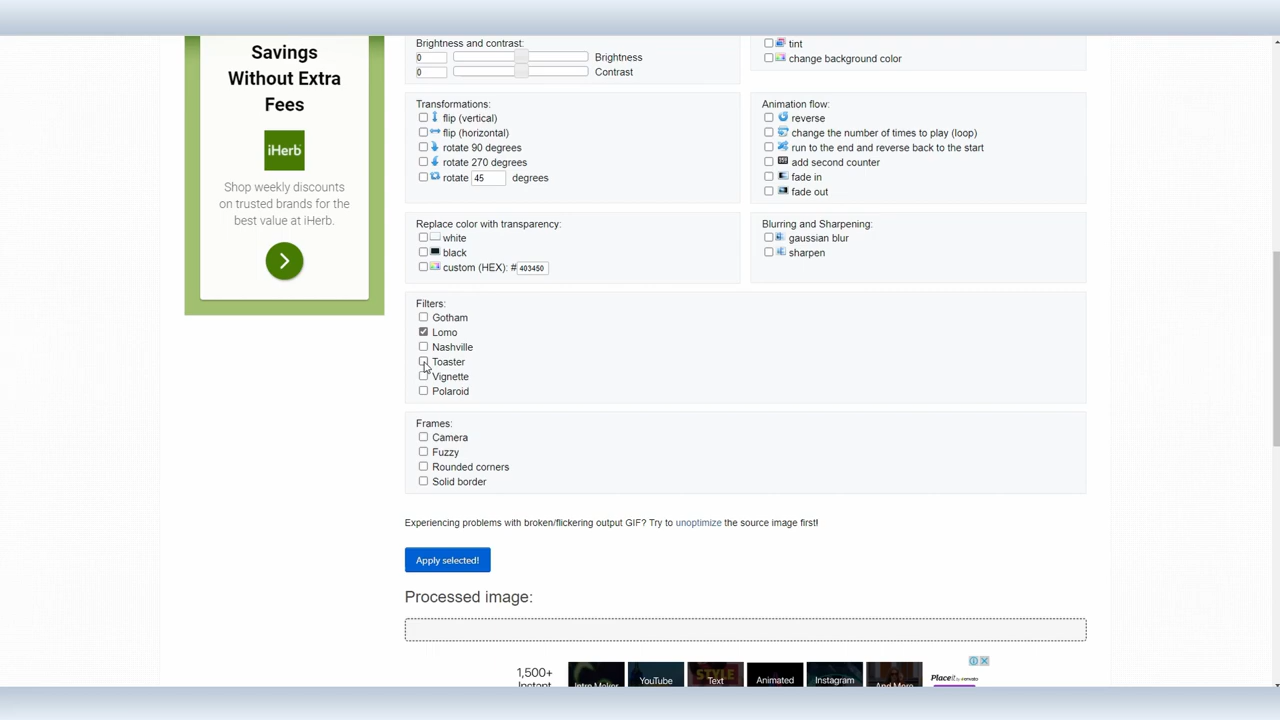 Savings
Without Extra
Fees
iHerb
Shop weekly discounts
on trusted brands for the
best value at iHerb.
Brightness and contrast:
0 Brightness
0 Contrast
tint
change background color
Transformations:
flip (vertical)
flip (horizontal)
rotate 90 degrees
rotate 270 degrees
rotate 45 degrees
Animation flow:
reverse
change the number of times to play (loop)
run to the end and reverse back to the start
add second counter
fade in
fade out
Replace color with transparency:
white
black
custom (HEX): # 403450
Blurring and Sharpening:
gaussian blur
sharpen
Filters:
Gotham
Lomo
Nashville
Toaster
Vignette
Polaroid
Frames:
Camera
Fuzzy
Rounded corners
Solid border
Experiencing problems with broken/flickering output GIF? Try to unoptimize the source image first!
Apply selected!
Processed image:
1,500+
YouTube
Text
Animated
Instagram
Placeit by envato